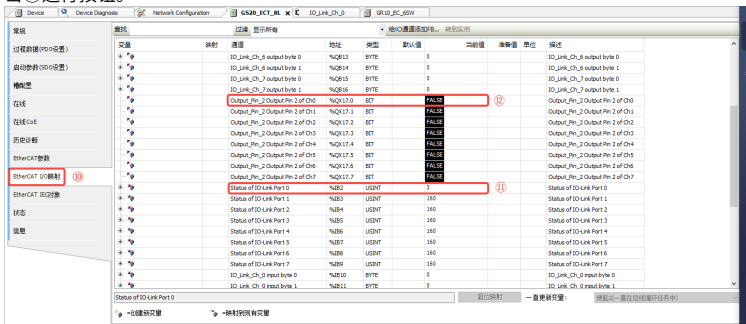 击②运行按钮。
Device Device Diagnosis Network Configuration GS20_ECT_8L x IO_Link_Ch_0 GR10_EC_6SW
常规
过程数据(PDO设置)
启动参数(SDO设置)
槽配置
在线
在线CoE
历史诊断
EtherCAT参数
EtherCAT I/O映射 ⑩
EtherCAT IEC对象
状态
信息
查找 过滤 显示所有 给IO通道添加FB... 转到实例
变量 映射 通道 地址 类型 默认值 当前值 准备值 单位 描述
IO_Link_Ch_6 output byte 0 %QB13 BYTE 0 IO_Link_Ch_6 output byte 0
IO_Link_Ch_6 output byte 1 %QB14 BYTE 0 IO_Link_Ch_6 output byte 1
IO_Link_Ch_7 output byte 0 %QB15 BYTE 0 IO_Link_Ch_7 output byte 0
IO_Link_Ch_7 output byte 1 %QB16 BYTE 0 IO_Link_Ch_7 output byte 1
Output_Pin_2 Output Pin 2 of Ch0 %QX17.0 BIT FALSE ⑫ Output_Pin_2 Output Pin 2 of Ch0
Output_Pin_2 Output Pin 2 of Ch1 %QX17.1 BIT FALSE Output_Pin_2 Output Pin 2 of Ch1
Output_Pin_2 Output Pin 2 of Ch2 %QX17.2 BIT FALSE Output_Pin_2 Output Pin 2 of Ch2
Output_Pin_2 Output Pin 2 of Ch3 %QX17.3 BIT FALSE Output_Pin_2 Output Pin 2 of Ch3
Output_Pin_2 Output Pin 2 of Ch4 %QX17.4 BIT FALSE Output_Pin_2 Output Pin 2 of Ch4
Output_Pin_2 Output Pin 2 of Ch5 %QX17.5 BIT FALSE Output_Pin_2 Output Pin 2 of Ch5
Output_Pin_2 Output Pin 2 of Ch6 %QX17.6 BIT FALSE Output_Pin_2 Output Pin 2 of Ch6
Output_Pin_2 Output Pin 2 of Ch7 %QX17.7 BIT FALSE Output_Pin_2 Output Pin 2 of Ch7
Status of IO-Link Port 0 %IB2 USINT 3 ⑪ Status of IO-Link Port 0
Status of IO-Link Port 1 %IB3 USINT 160 Status of IO-Link Port 1
Status of IO-Link Port 2 %IB4 USINT 160 Status of IO-Link Port 2
Status of IO-Link Port 3 %IB5 USINT 160 Status of IO-Link Port 3
Status of IO-Link Port 4 %IB6 USINT 160 Status of IO-Link Port 4
Status of IO-Link Port 5 %IB7 USINT 160 Status of IO-Link Port 5
Status of IO-Link Port 6 %IB8 USINT 160 Status of IO-Link Port 6
Status of IO-Link Port 7 %IB9 USINT 160 Status of IO-Link Port 7
IO_Link_Ch_0 input byte 0 %IB10 BYTE 0 IO_Link_Ch_0 input byte 0
IO_Link_Ch_0 input byte 1 %IB11 BYTE 0 IO_Link_Ch_0 input byte 1
Status of IO-Link Port 0 复位映射 一直更新变量:
=创建新变量 =映射到现有变量